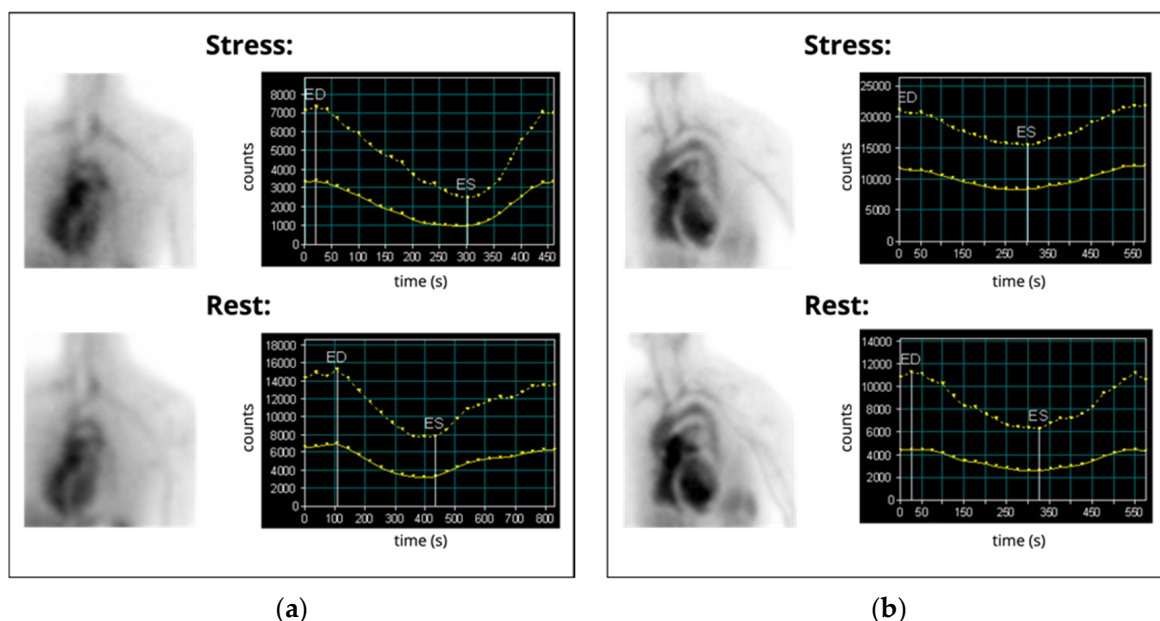 Stress:
ED
ES
8000
7000
6000
5000
4000
3000
2000
1000
0
counts
0 50 100 150 200 250 300 350 400 450
time (s)
Rest:
ED
ES
18000
16000
14000
12000
10000
8000
6000
4000
2000
0
counts
0 100 200 300 400 500 600 700 800
time (s)
(a)
Stress:
ED
ES
25000
20000
15000
10000
5000
0
counts
0 50 150 250 350 450 550
time (s)
Rest:
ED
ES
14000
12000
10000
8000
6000
4000
2000
0
counts
0 50 150 250 350 450 550
time (s)
(b)